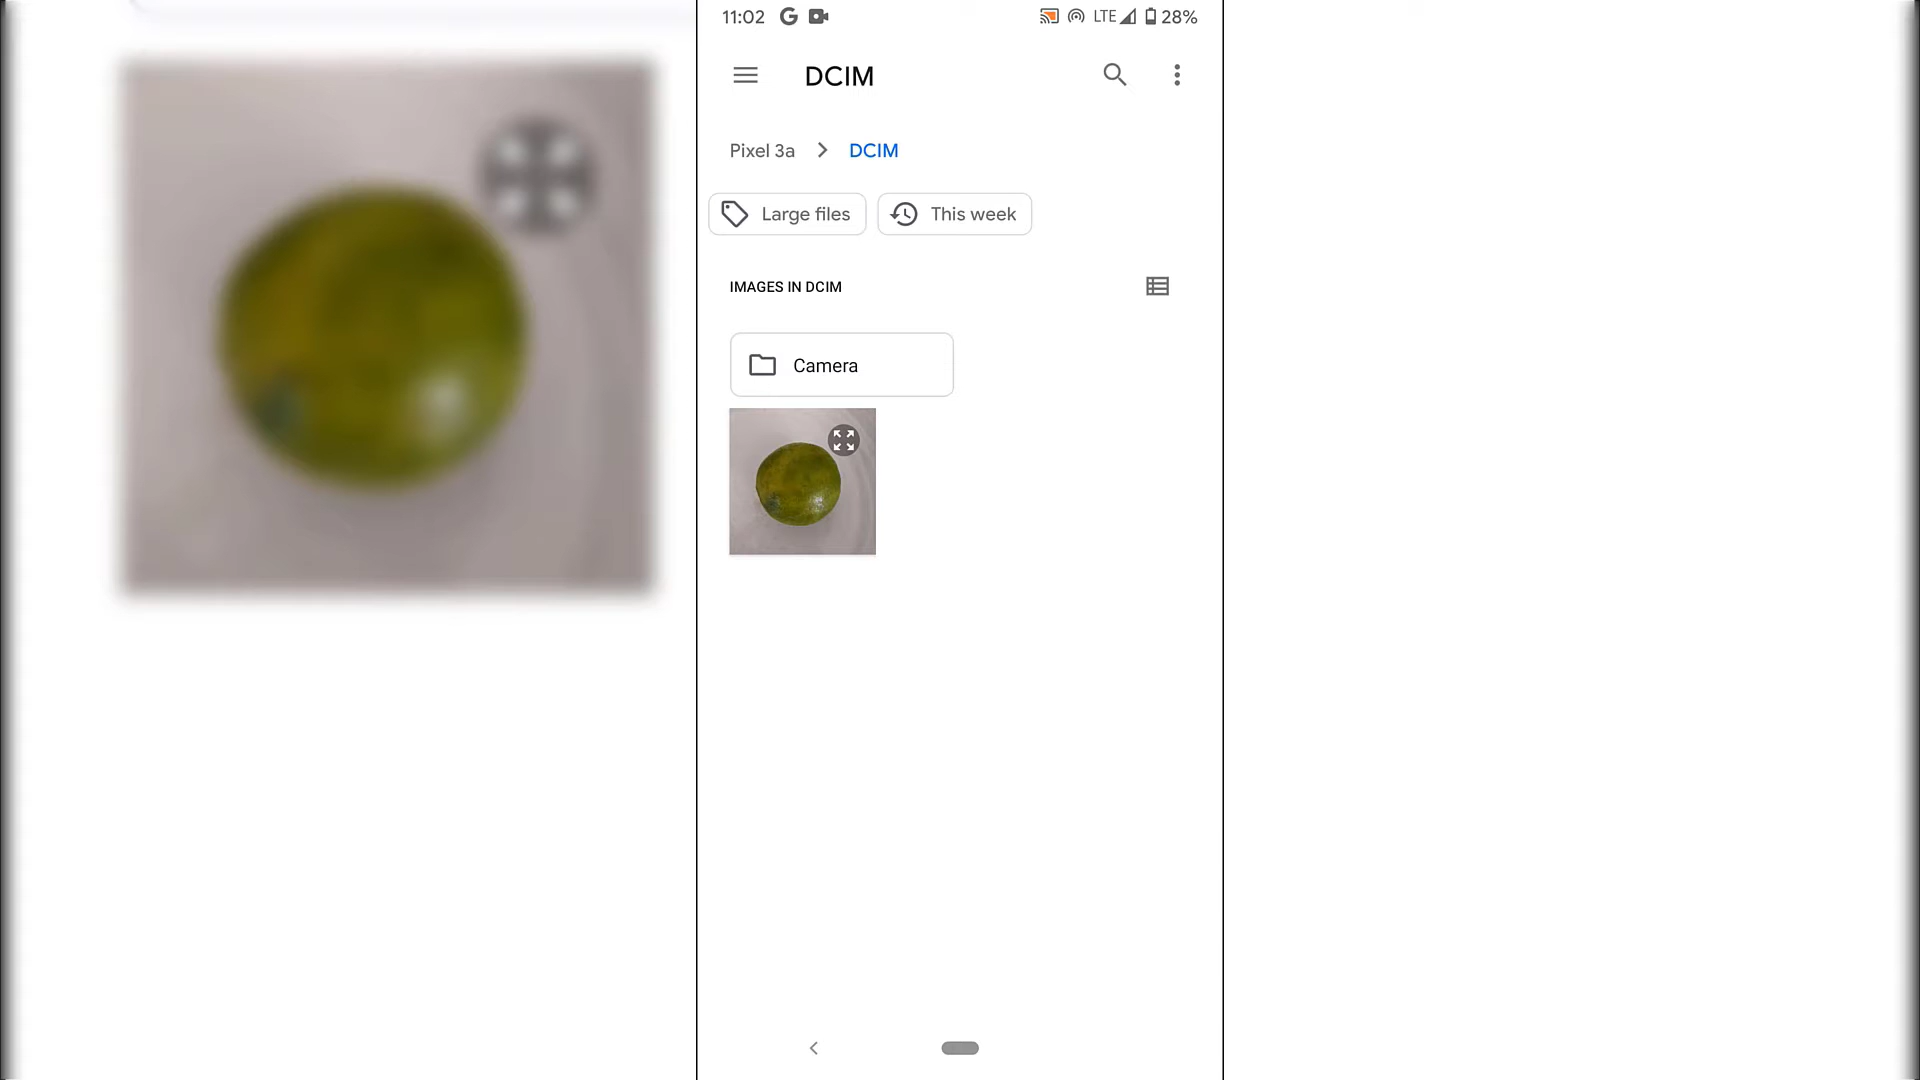 11:02 LTE 28%
DCIM
Pixel 3a DCIM
Large files This week
IMAGES IN DCIM
Camera